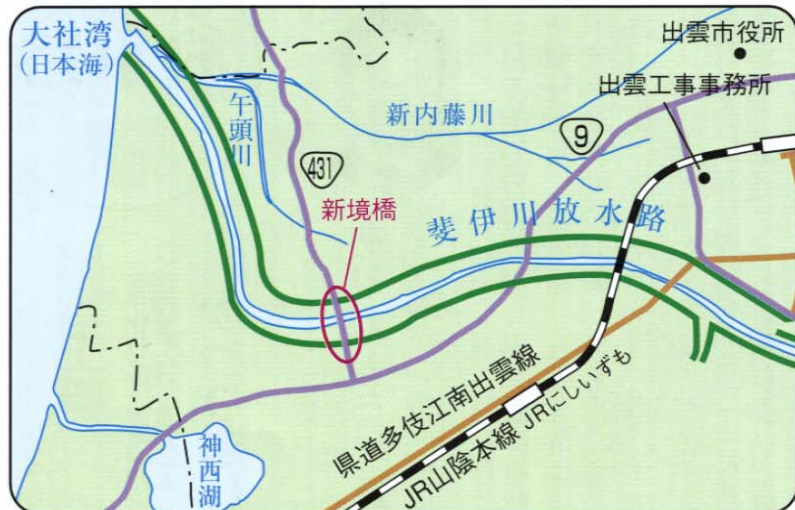 大社湾
(日本海)
出雲市役所
出雲工事事務所
午頭川
新内藤川
9
431
新境橋
斐伊川放水路
県道多伎江南出雲線
JR山陰本線 JRにしいずも
神西湖